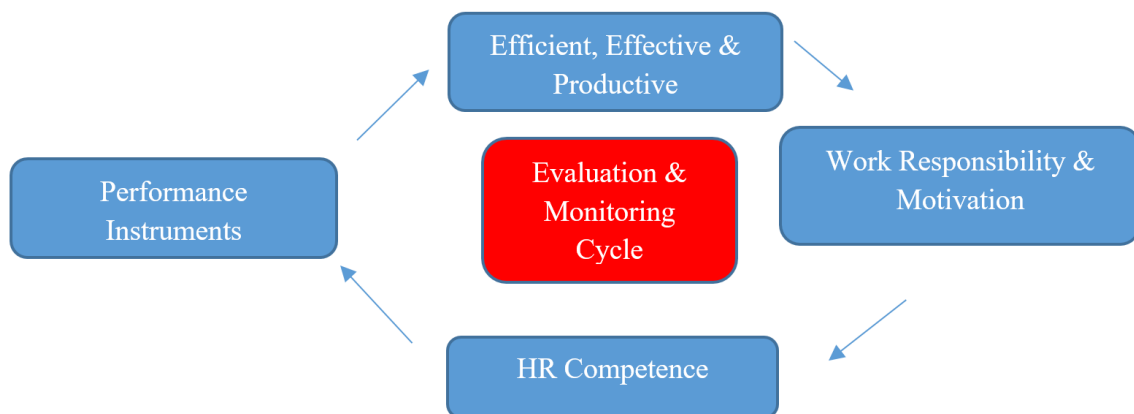 Efficient, Effective &
Productive
Evaluation &
Monitoring
Cycle
Work Responsibility &
Motivation
Performance
Instruments
HR Competence